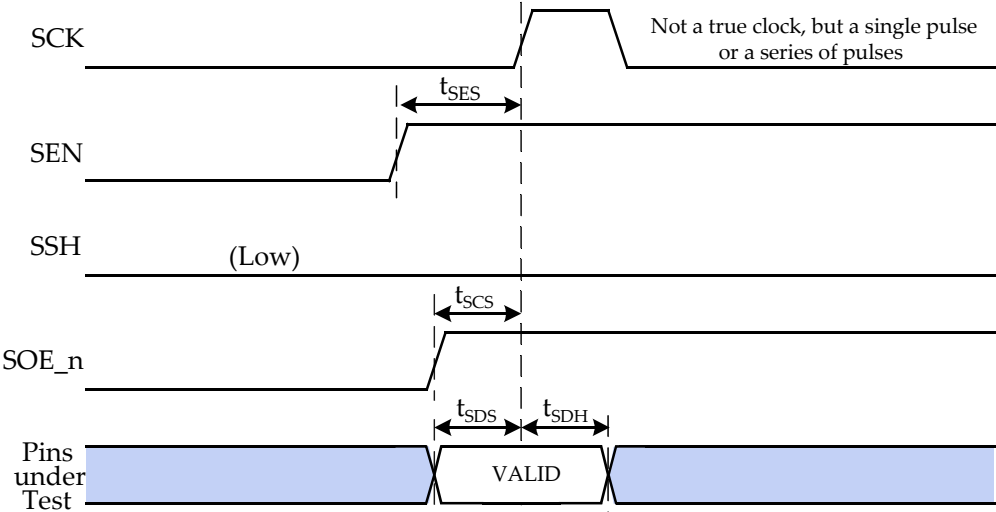 SCK
Not a true clock, but a single pulse
or a series of pulses
tSES
SEN
SSH
(Low)
tSCS
SOE_n
tSDS
tSDH
Pins
under
Test
VALID